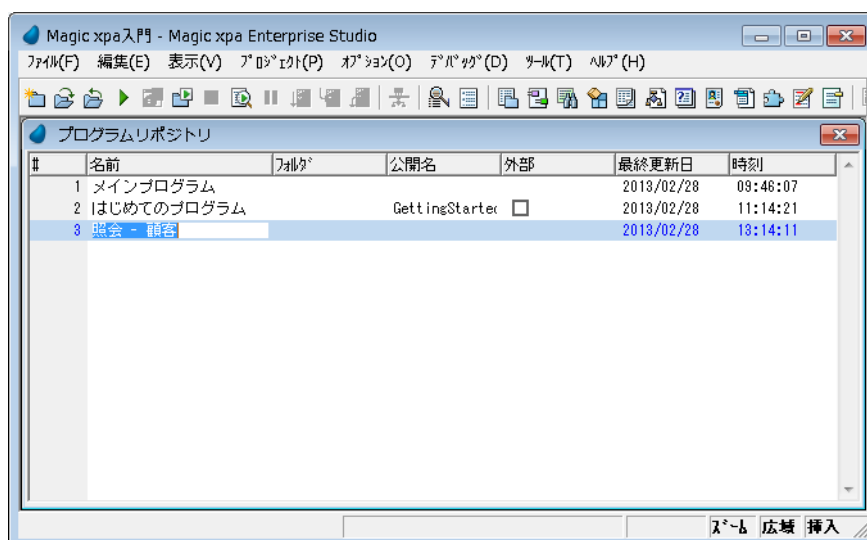 Magic xpa入門 - Magic xpa Enterprise Studio
ﾌｧｲﾙ(F) 編集(E) 表示(V) ﾌﾟﾛｼﾞｪｸﾄ(P) ｵﾌﾟｼｮﾝ(O) ﾃﾞﾊﾞｯｸﾞ(D) ﾂｰﾙ(T) ﾍﾙﾌﾟ(H)
プログラムリポジトリ
# 名前 ﾌｫﾙﾀﾞ 公開名 外部 最終更新日 時刻
1 メインプログラム 2013/02/28 09:46:07
2 はじめてのプログラム GettingStarted 2013/02/28 11:14:21
3 照会 - 顧客 2013/02/28 13:14:11
ｽﾞｰﾑ 広域 挿入